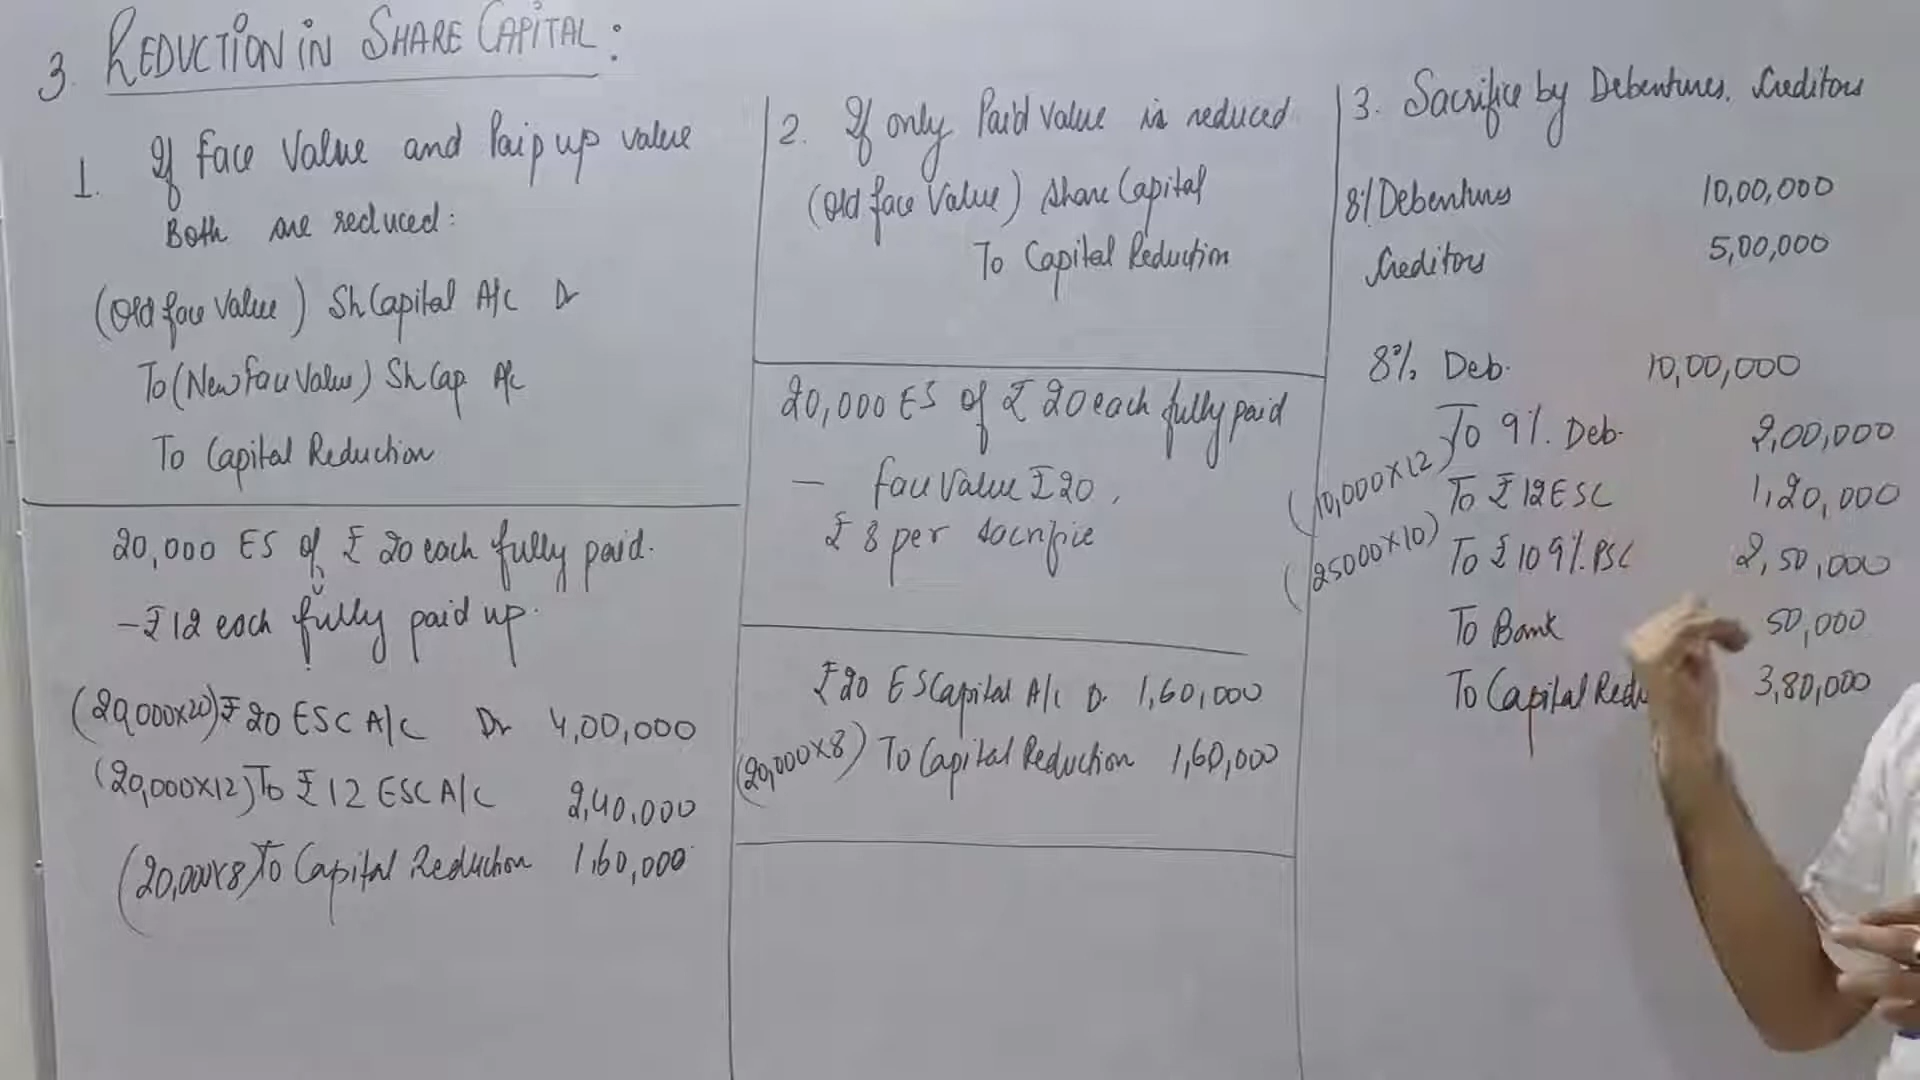 3. REDUCTION IN SHARE CAPITAL:
1. If Face Value and Paip up value
Both are reduced:
(Old face Value) Sh Capital A/c Dr
To (New Face Value) Sh Cap A/c
To Capital Reduction
20,000 ES of ₹ 20 each fully paid.
- ₹ 12 each fully paid up.
(20,000x20) ₹ 20 ESC A/c Dr 4,00,000
(20,000x12) To ₹ 12 ESC A/c 2,40,000
(20,000x8) To Capital Reduction 1,60,000
2. If only Paid value is reduced
(Old face Value) Share Capital
To Capital Reduction
20,000 ES of ₹ 20 each fully paid
- face Value ₹ 20,
₹ 8 per sacrifice
₹ 20 ES Capital A/c D. 1,60,000
(20,000x8) To Capital Reduction 1,60,000
3. Sacrifice by Debentures. Creditors
8% Debentures 10,00,000
Creditors 5,00,000
8% Deb. 10,00,000
To 9% Deb. 2,00,000
(10,000x12) To ₹ 12 ESC 1,20,000
(25000x10) To ₹ 10 9% PSC 2,50,000
To Bank 50,000
To Capital Redu 3,80,000